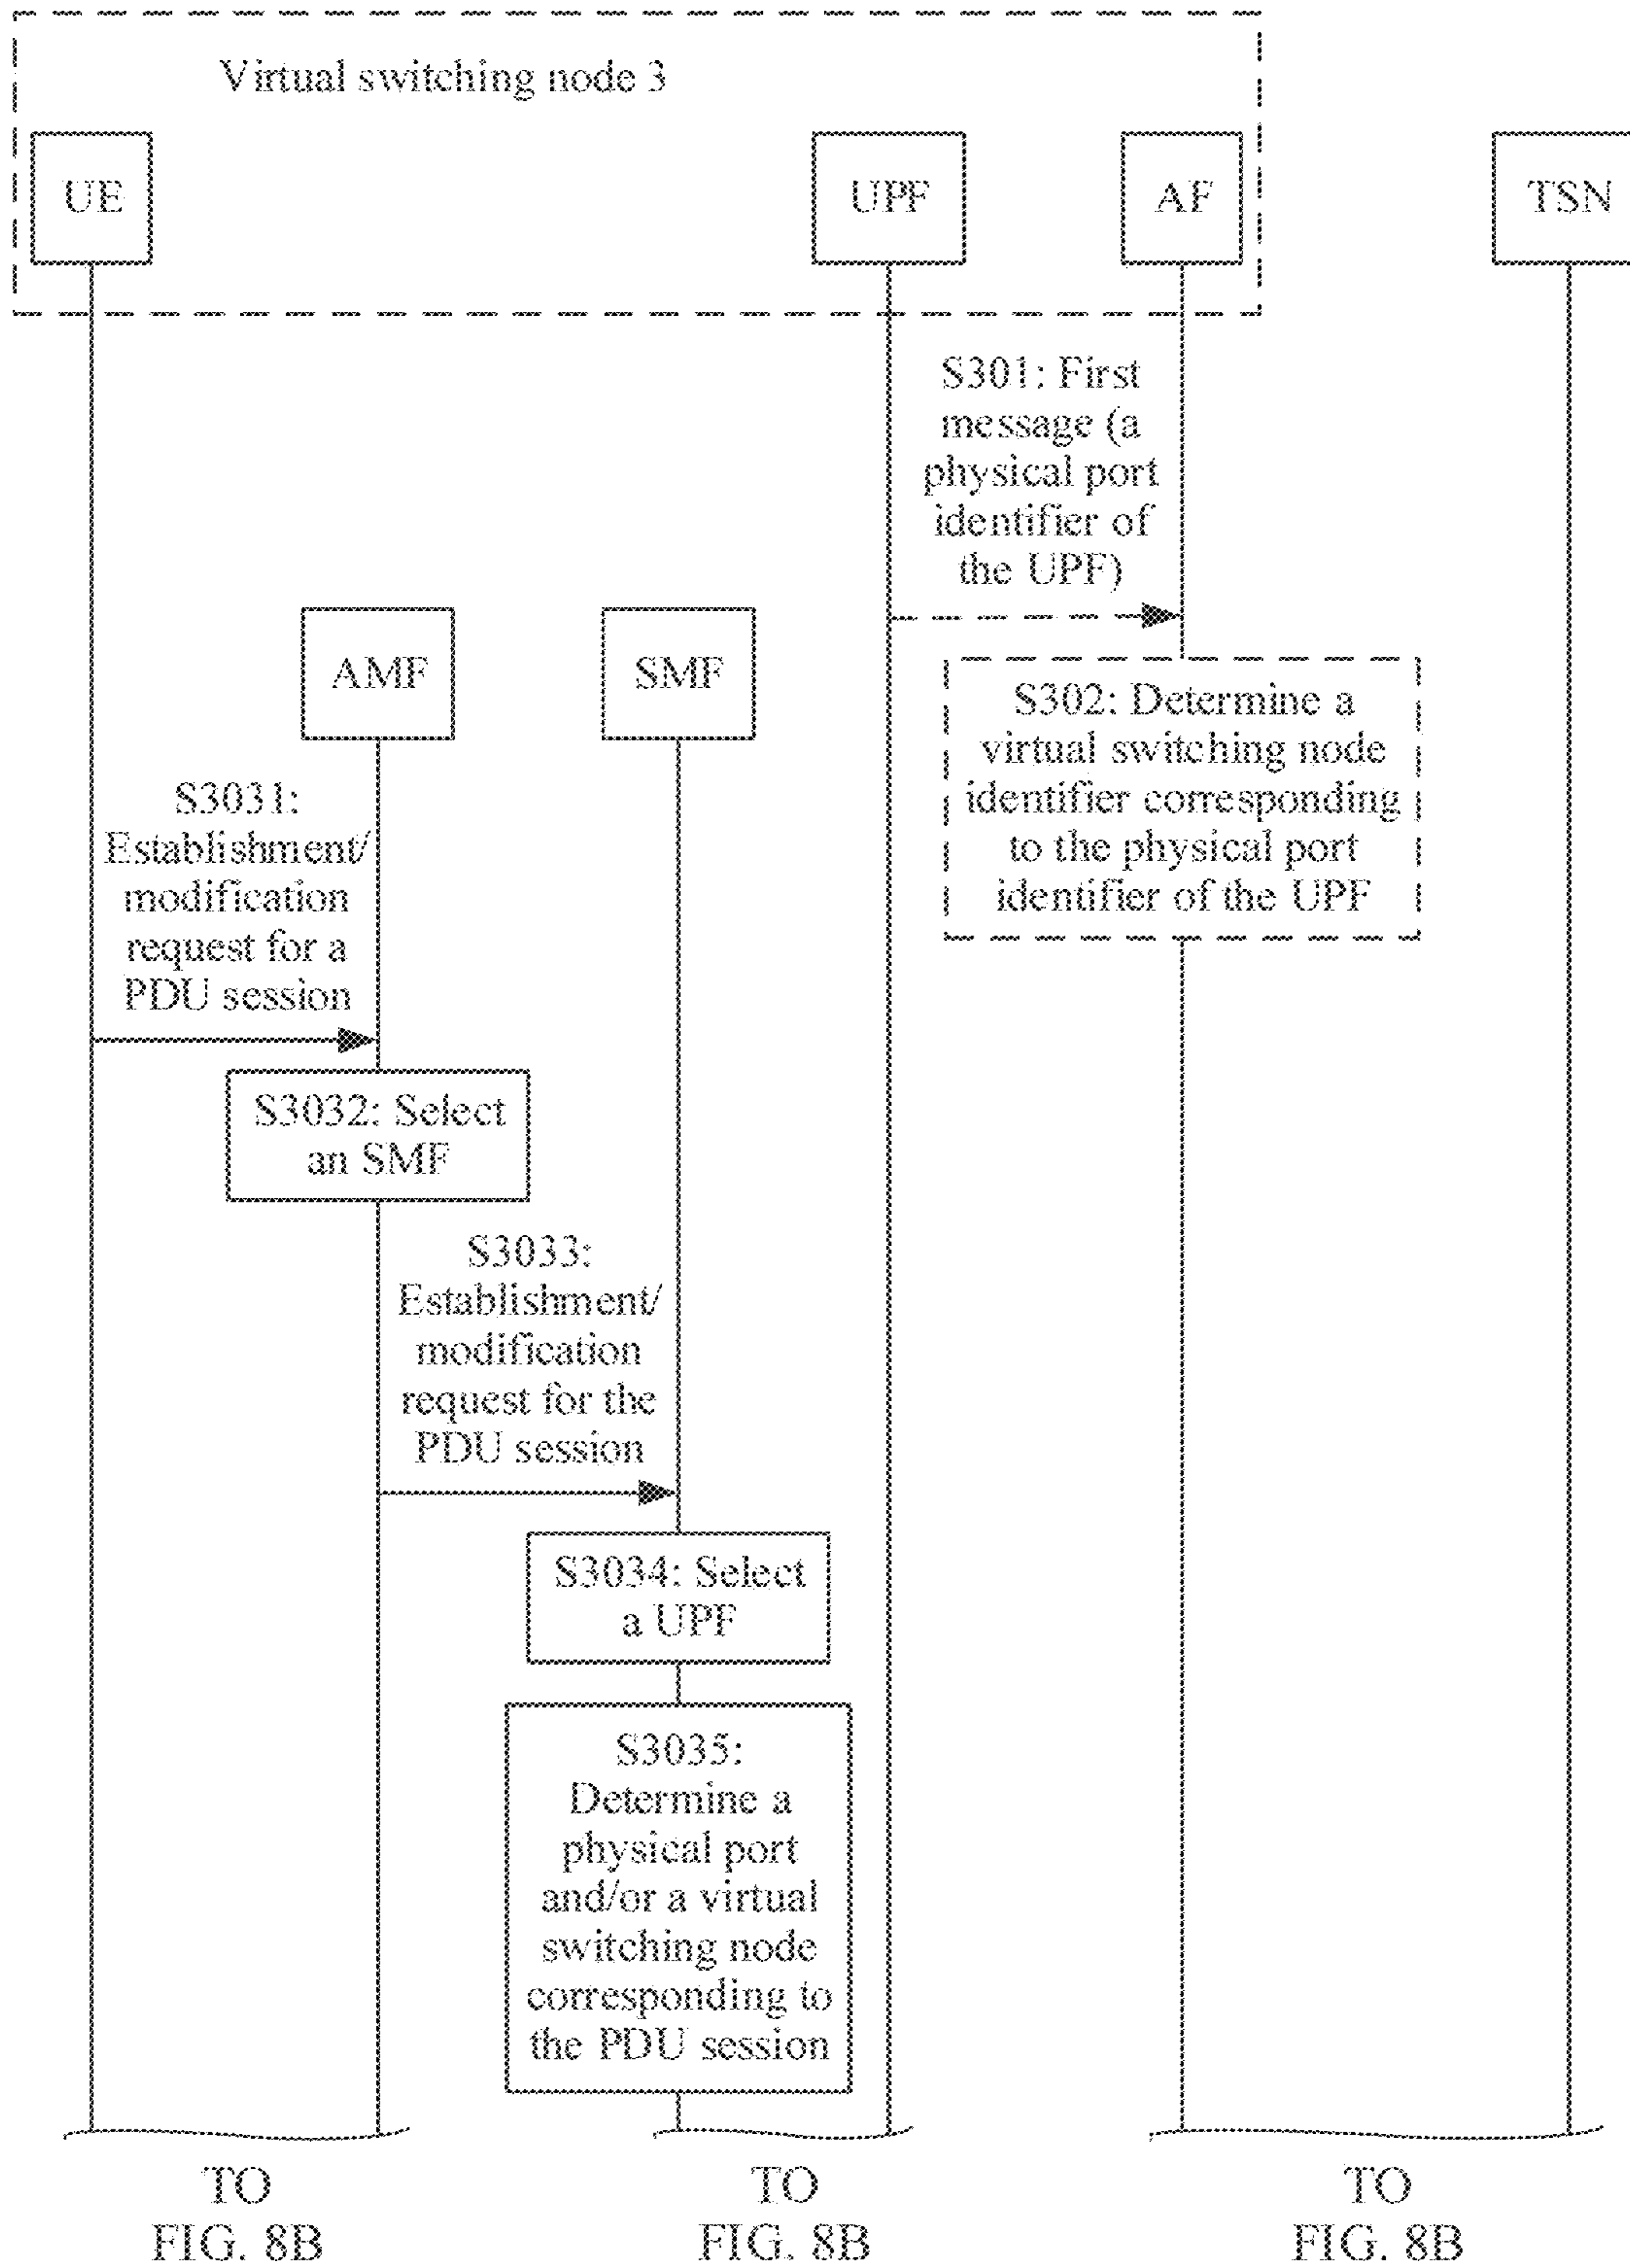 Virtual switching node 3
UE
UPF
AF
TSN
S301: First
message (a
physical port
identifier of
the UPF)
AMF
SMF
S302: Determine a
virtual switching node
identifier corresponding
to the physical port
identifier of the UPF
S3031:
Establishment/
modification
request for a
PDU session
S3032: Select
an SMF
S3033:
Establishment/
modification
request for the
PDU session
S3034: Select
a UPF
S3035:
Determine a
physical port
and/or a virtual
switching node
corresponding to
the PDU session
TO
FIG. 8B
TO
FIG. 8B
TO
FIG. 8B